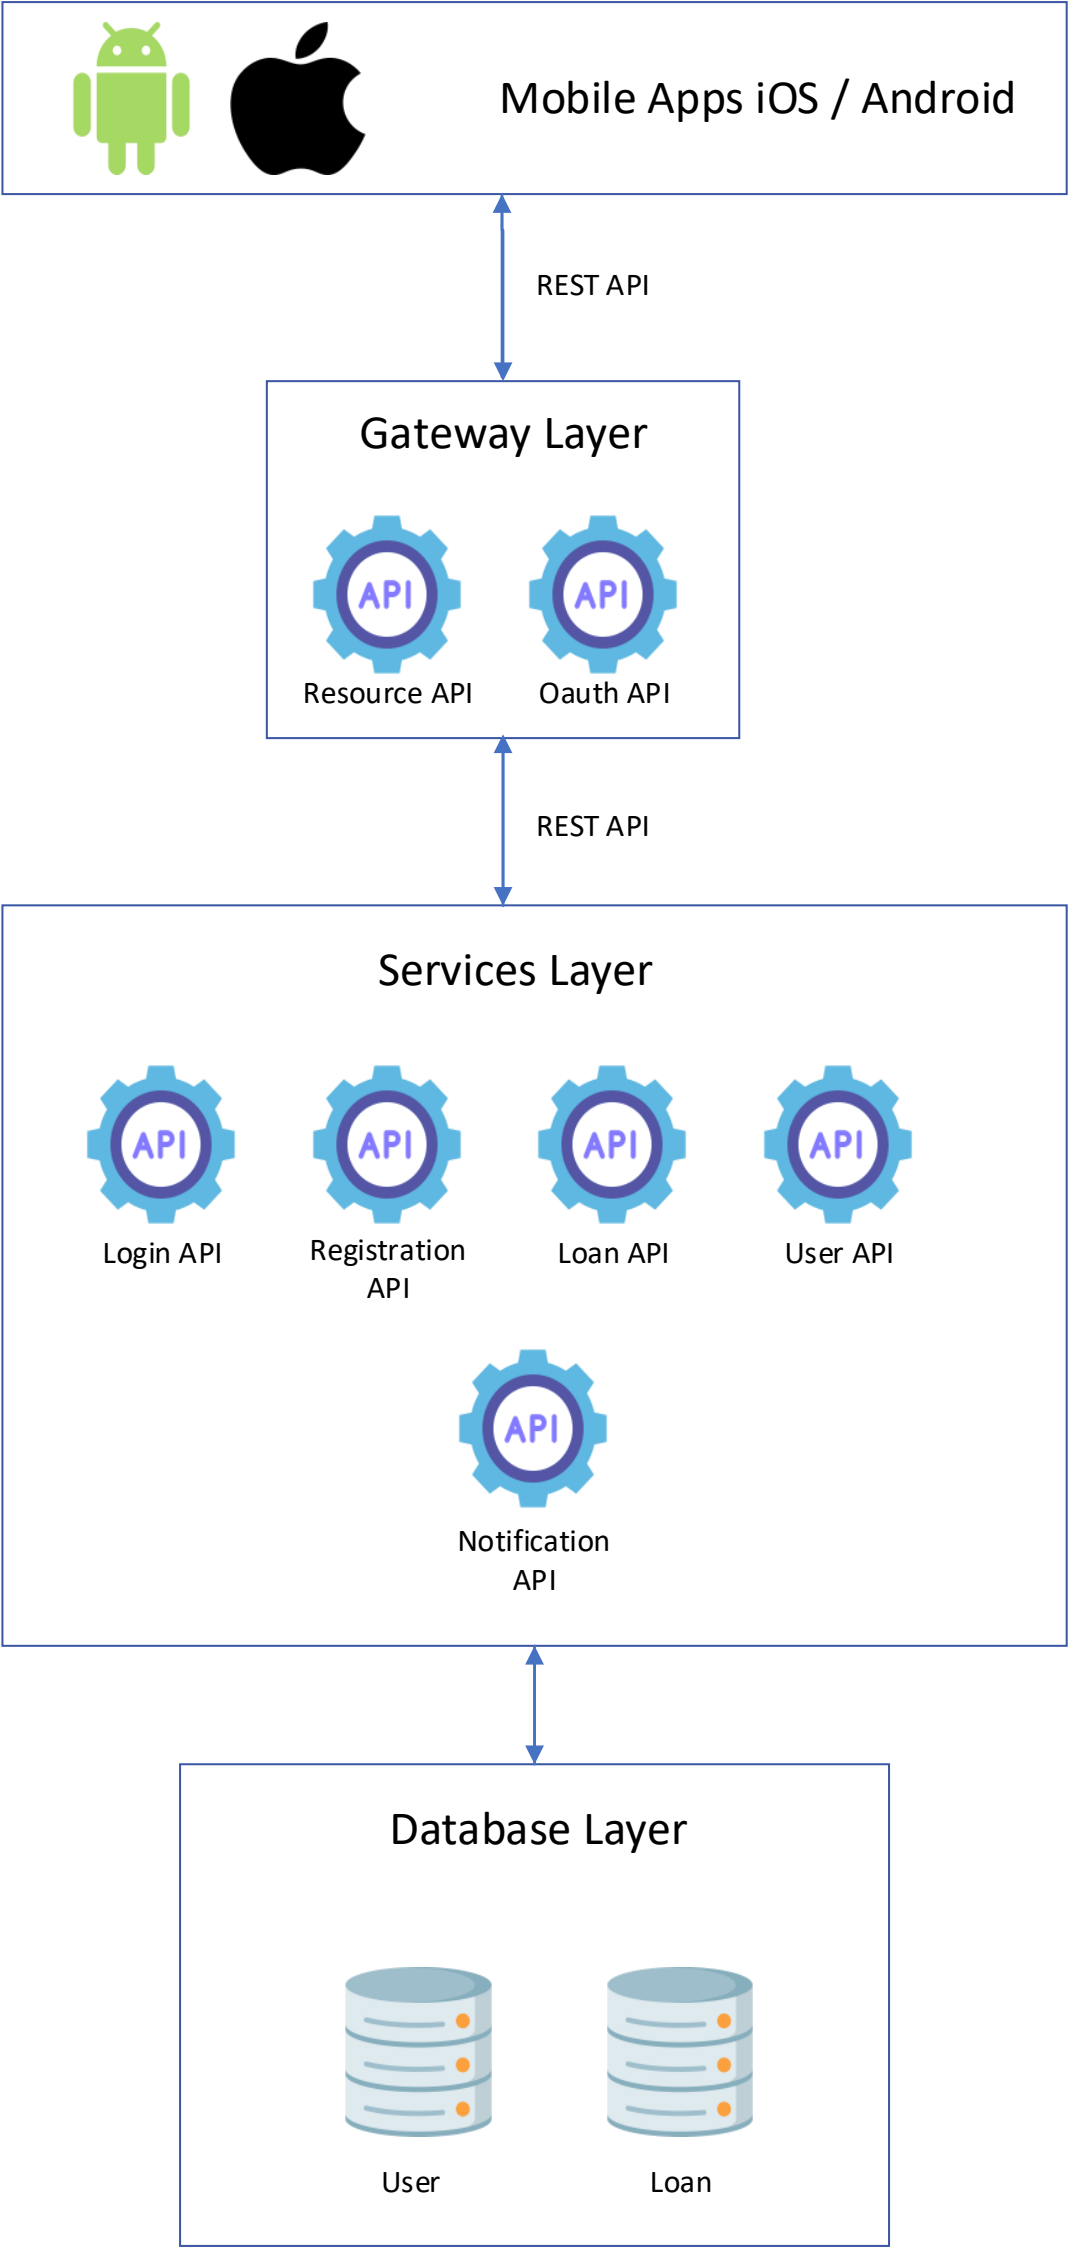 Mobile Apps iOS / Android
REST API
Gateway Layer
API
API
Resource API
Oauth API
REST API
Services Layer
API
API
API
API
Login API
Registration
API
Loan API
User API
API
Notification
API
Database Layer
User
Loan